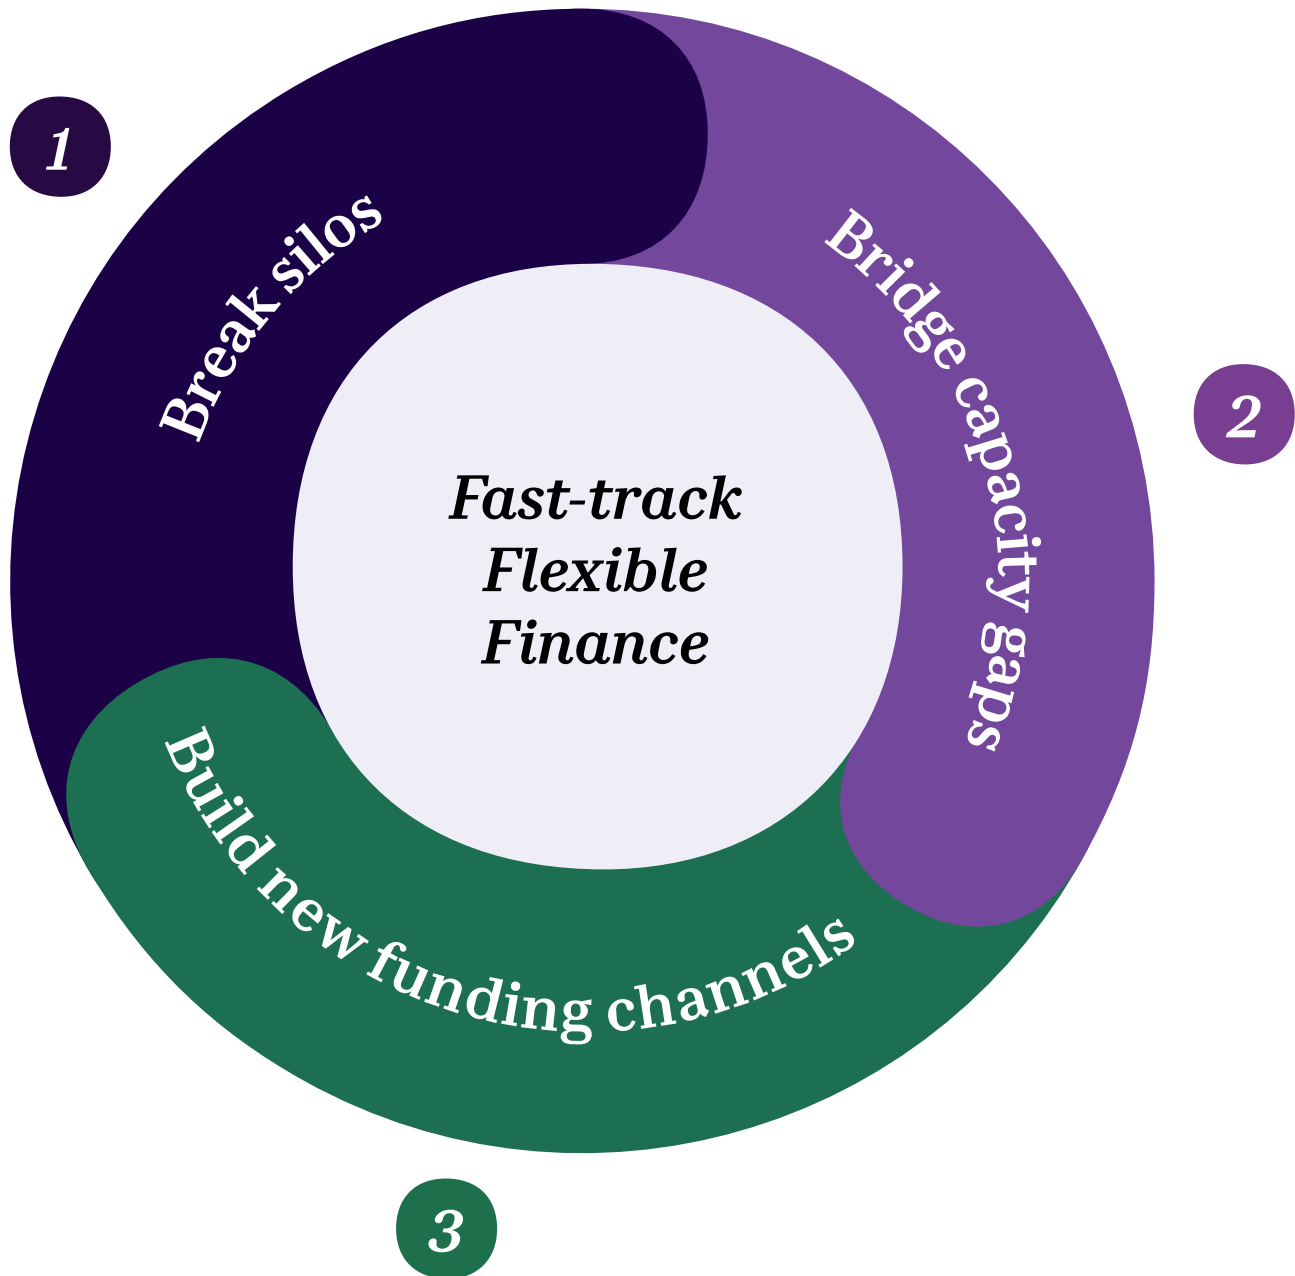 1
Break silos
2
Bridge capacity gaps
Fast-track
Flexible
Finance
3
Build new funding channels